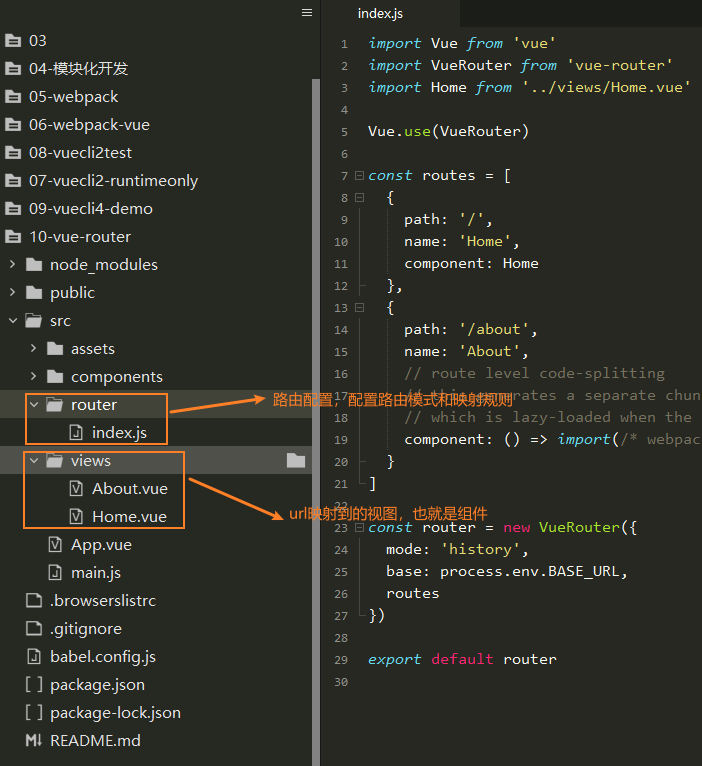 03
04-模块化开发
05-webpack
06-webpack-vue
08-vuecli2test
07-vuecli2-runtimeonly
09-vuecli4-demo
10-vue-router
node_modules
public
src
assets
components
router
index.js
views
About.vue
Home.vue
App.vue
main.js
.browserslistrc
.gitignore
babel.config.js
package.json
package-lock.json
README.md
路由配置，配置路由模式和映射规则
url映射到的视图，也就是组件
index.js
1 import Vue from 'vue'
2 import VueRouter from 'vue-router'
3 import Home from '../views/Home.vue'
4
5 Vue.use(VueRouter)
6
7 const routes = [
8 {
9 path: '/',
10 name: 'Home',
11 component: Home
12 },
13 {
14 path: '/about',
15 name: 'About',
16 // route level code-splitting
17 // this generates a separate chun
18 // which is lazy-loaded when the
19 component: () => import(/* webpac
20 }
21 ]
22
23 const router = new VueRouter({
24 mode: 'history',
25 base: process.env.BASE_URL,
26 routes
27 })
28
29 export default router
30